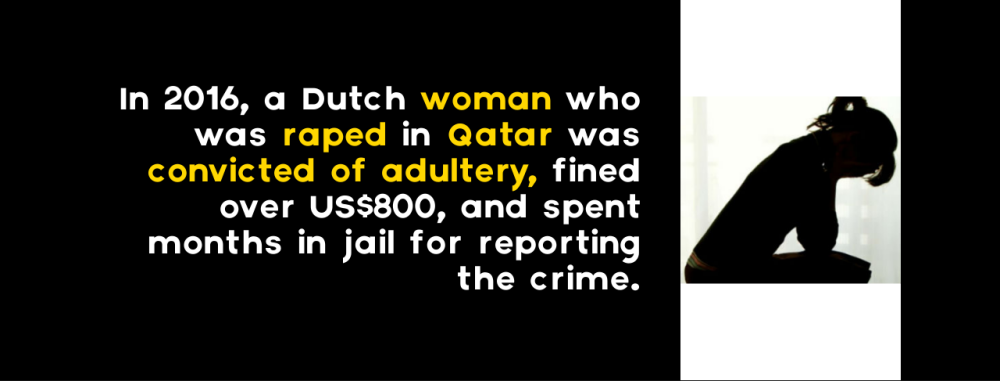 In 2016, a Dutch woman who
was raped in Qatar was
convicted of adultery, fined
over US$800, and spent
months in jail for reporting
the crime.